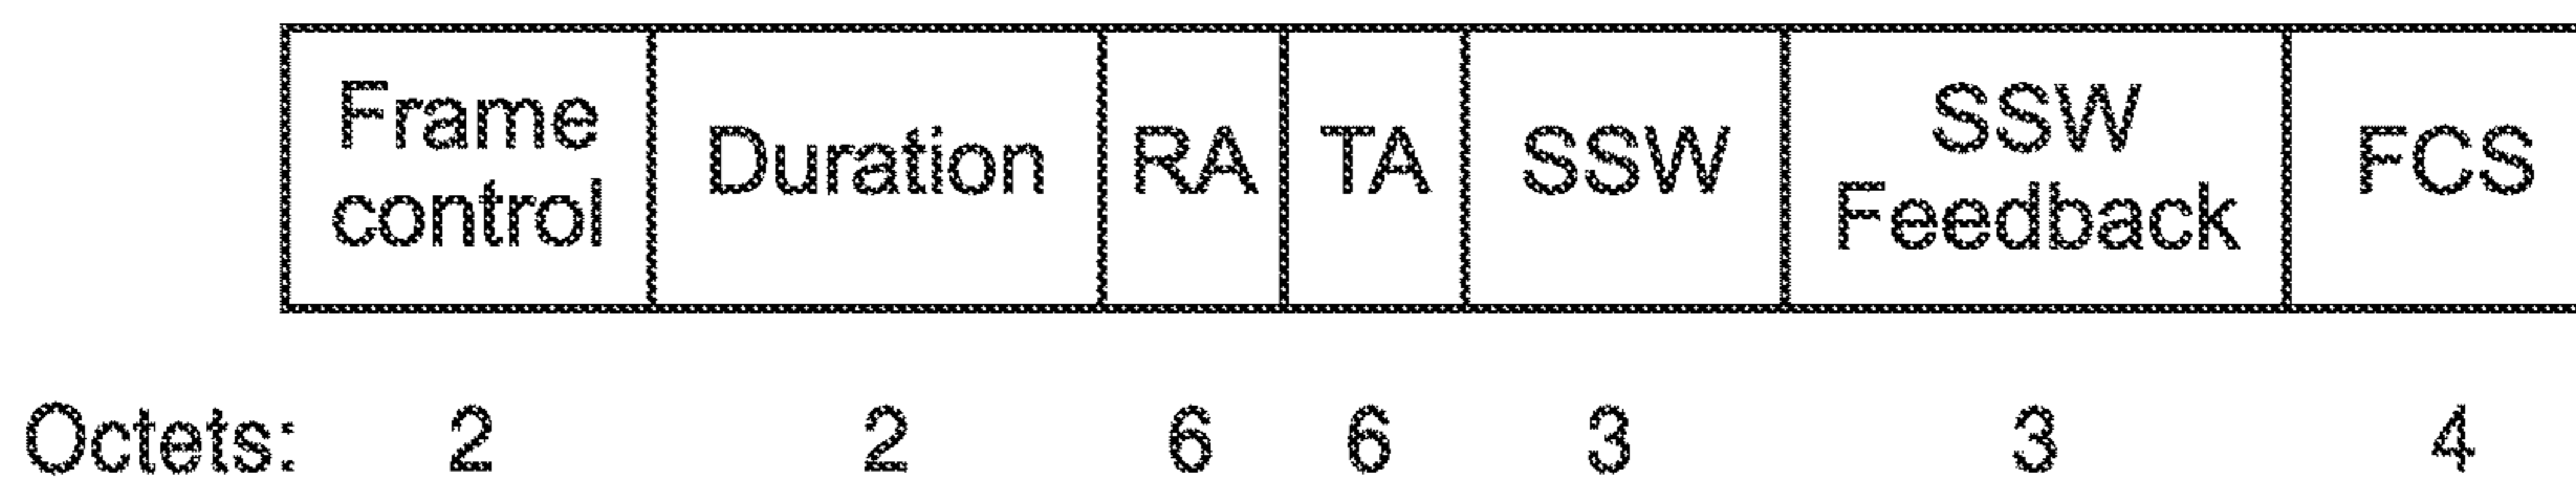 Frame control Duration RA TA SSW SSW Feedback FCS
Octets: 2 2 6 6 3 3 4